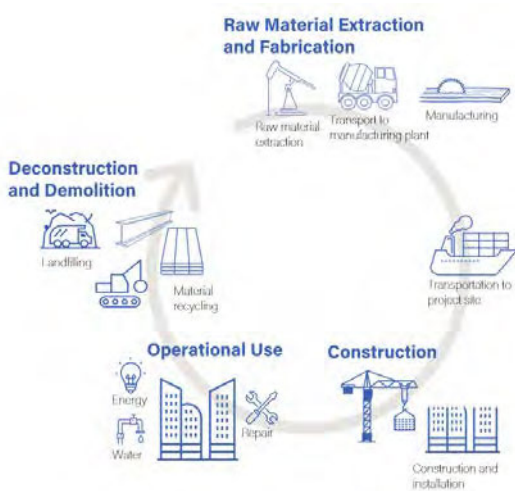 Raw Material Extraction
and Fabrication
Raw material
extraction
Transport to
manufacturing plant
Manufacturing
Transportation to
project site
Construction
Construction and
installation
Operational Use
Energy
Water
Repair
Deconstruction
and Demolition
Landfilling
Material
recycling